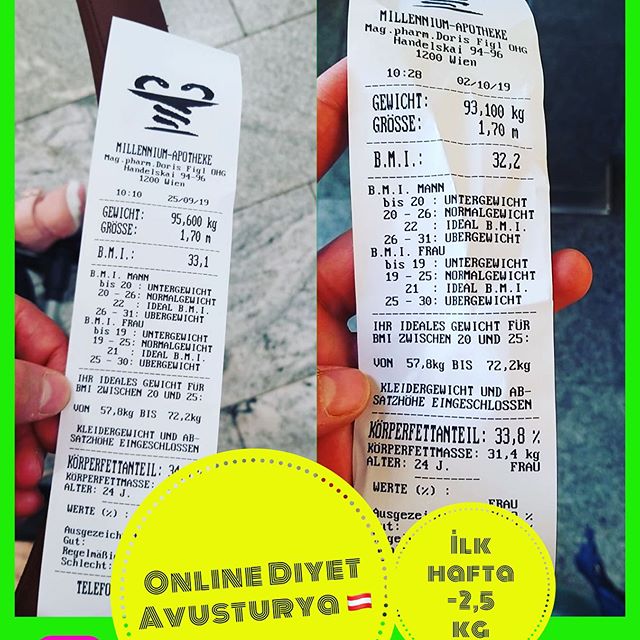 MILLENNIUM-APOTHEKE
Mag.pharm.Doris Figl OHG
Handelskai 94-96
1200 Wien
10:10 25/09/19
GEWICHT: 95,600 kg
GRÖSSE: 1,70 m
B.M.I.: 33,1
B.M.I. MANN
bis 20 : UNTERGEWICHT
20 - 26: NORMALGEWICHT
22 : IDEAL B.M.I.
26 - 31: ÜBERGEWICHT
B.M.I. FRAU
bis 19 : UNTERGEWICHT
19 - 25: NORMALGEWICHT
21 : IDEAL B.M.I.
25 - 30: ÜBERGEWICHT
IHR IDEALES GEWICHT FÜR
BMI ZWISCHEN 20 UND 25:
VON 57,8kg BIS 72,2kg
KLEIDERGEWICHT UND AB-
SATZHÖHE EINGESCHLOSSEN
KÖRPERFETTANTEIL:
KÖRPERFETTMASSE:
ALTER: 24 J.
WERTE (%) :
Gut:
Schlecht:
MILLENNIUM-APOTHEKE
Mag.pharm.Doris Figl OHG
Handelskai 94-96
1200 Wien
10:28 02/10/19
GEWICHT: 93,100 kg
GRÖSSE: 1,70 m
B.M.I.: 32,2
B.M.I. MANN
bis 20 : UNTERGEWICHT
20 - 26: NORMALGEWICHT
22 : IDEAL B.M.I.
26 - 31: ÜBERGEWICHT
B.M.I. FRAU
bis 19 : UNTERGEWICHT
19 - 25: NORMALGEWICHT
21 : IDEAL B.M.I.
25 - 30: ÜBERGEWICHT
IHR IDEALES GEWICHT FÜR
BMI ZWISCHEN 20 UND 25:
VON 57,8kg BIS 72,2kg
KLEIDERGEWICHT UND AB-
SATZHÖHE EINGESCHLOSSEN
KÖRPERFETTANTEIL: 33,8 %
KÖRPERFETTMASSE: 31,4 kg
ALTER: 24 J. FRAU
WERTE (%) :
FRAU
Online Diyet
Avusturya
İlk
hafta
-2,5
kg